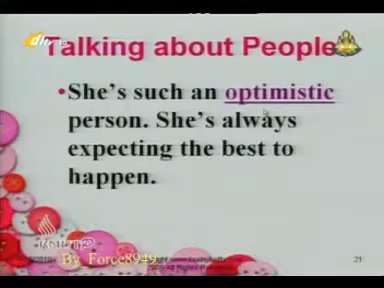 Talking about People
•She's such an optimistic
person. She's always
expecting the best to
happen.
By Force8949
21